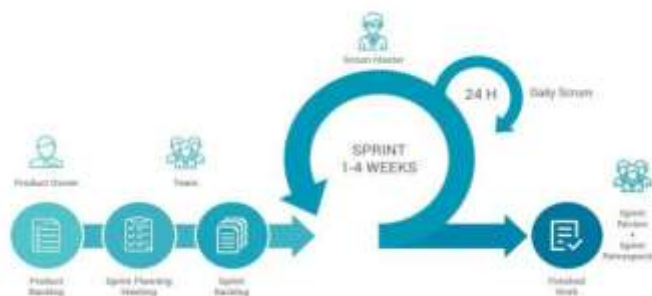 Scrum Master
24 H
Daily Scrum
SPRINT
1-4 WEEKS
Product Owner
Team
Product
Backlog
Sprint Planning
Meeting
Sprint
Backlog
Finished
Work
Sprint
Review
+
Sprint
Retrospective